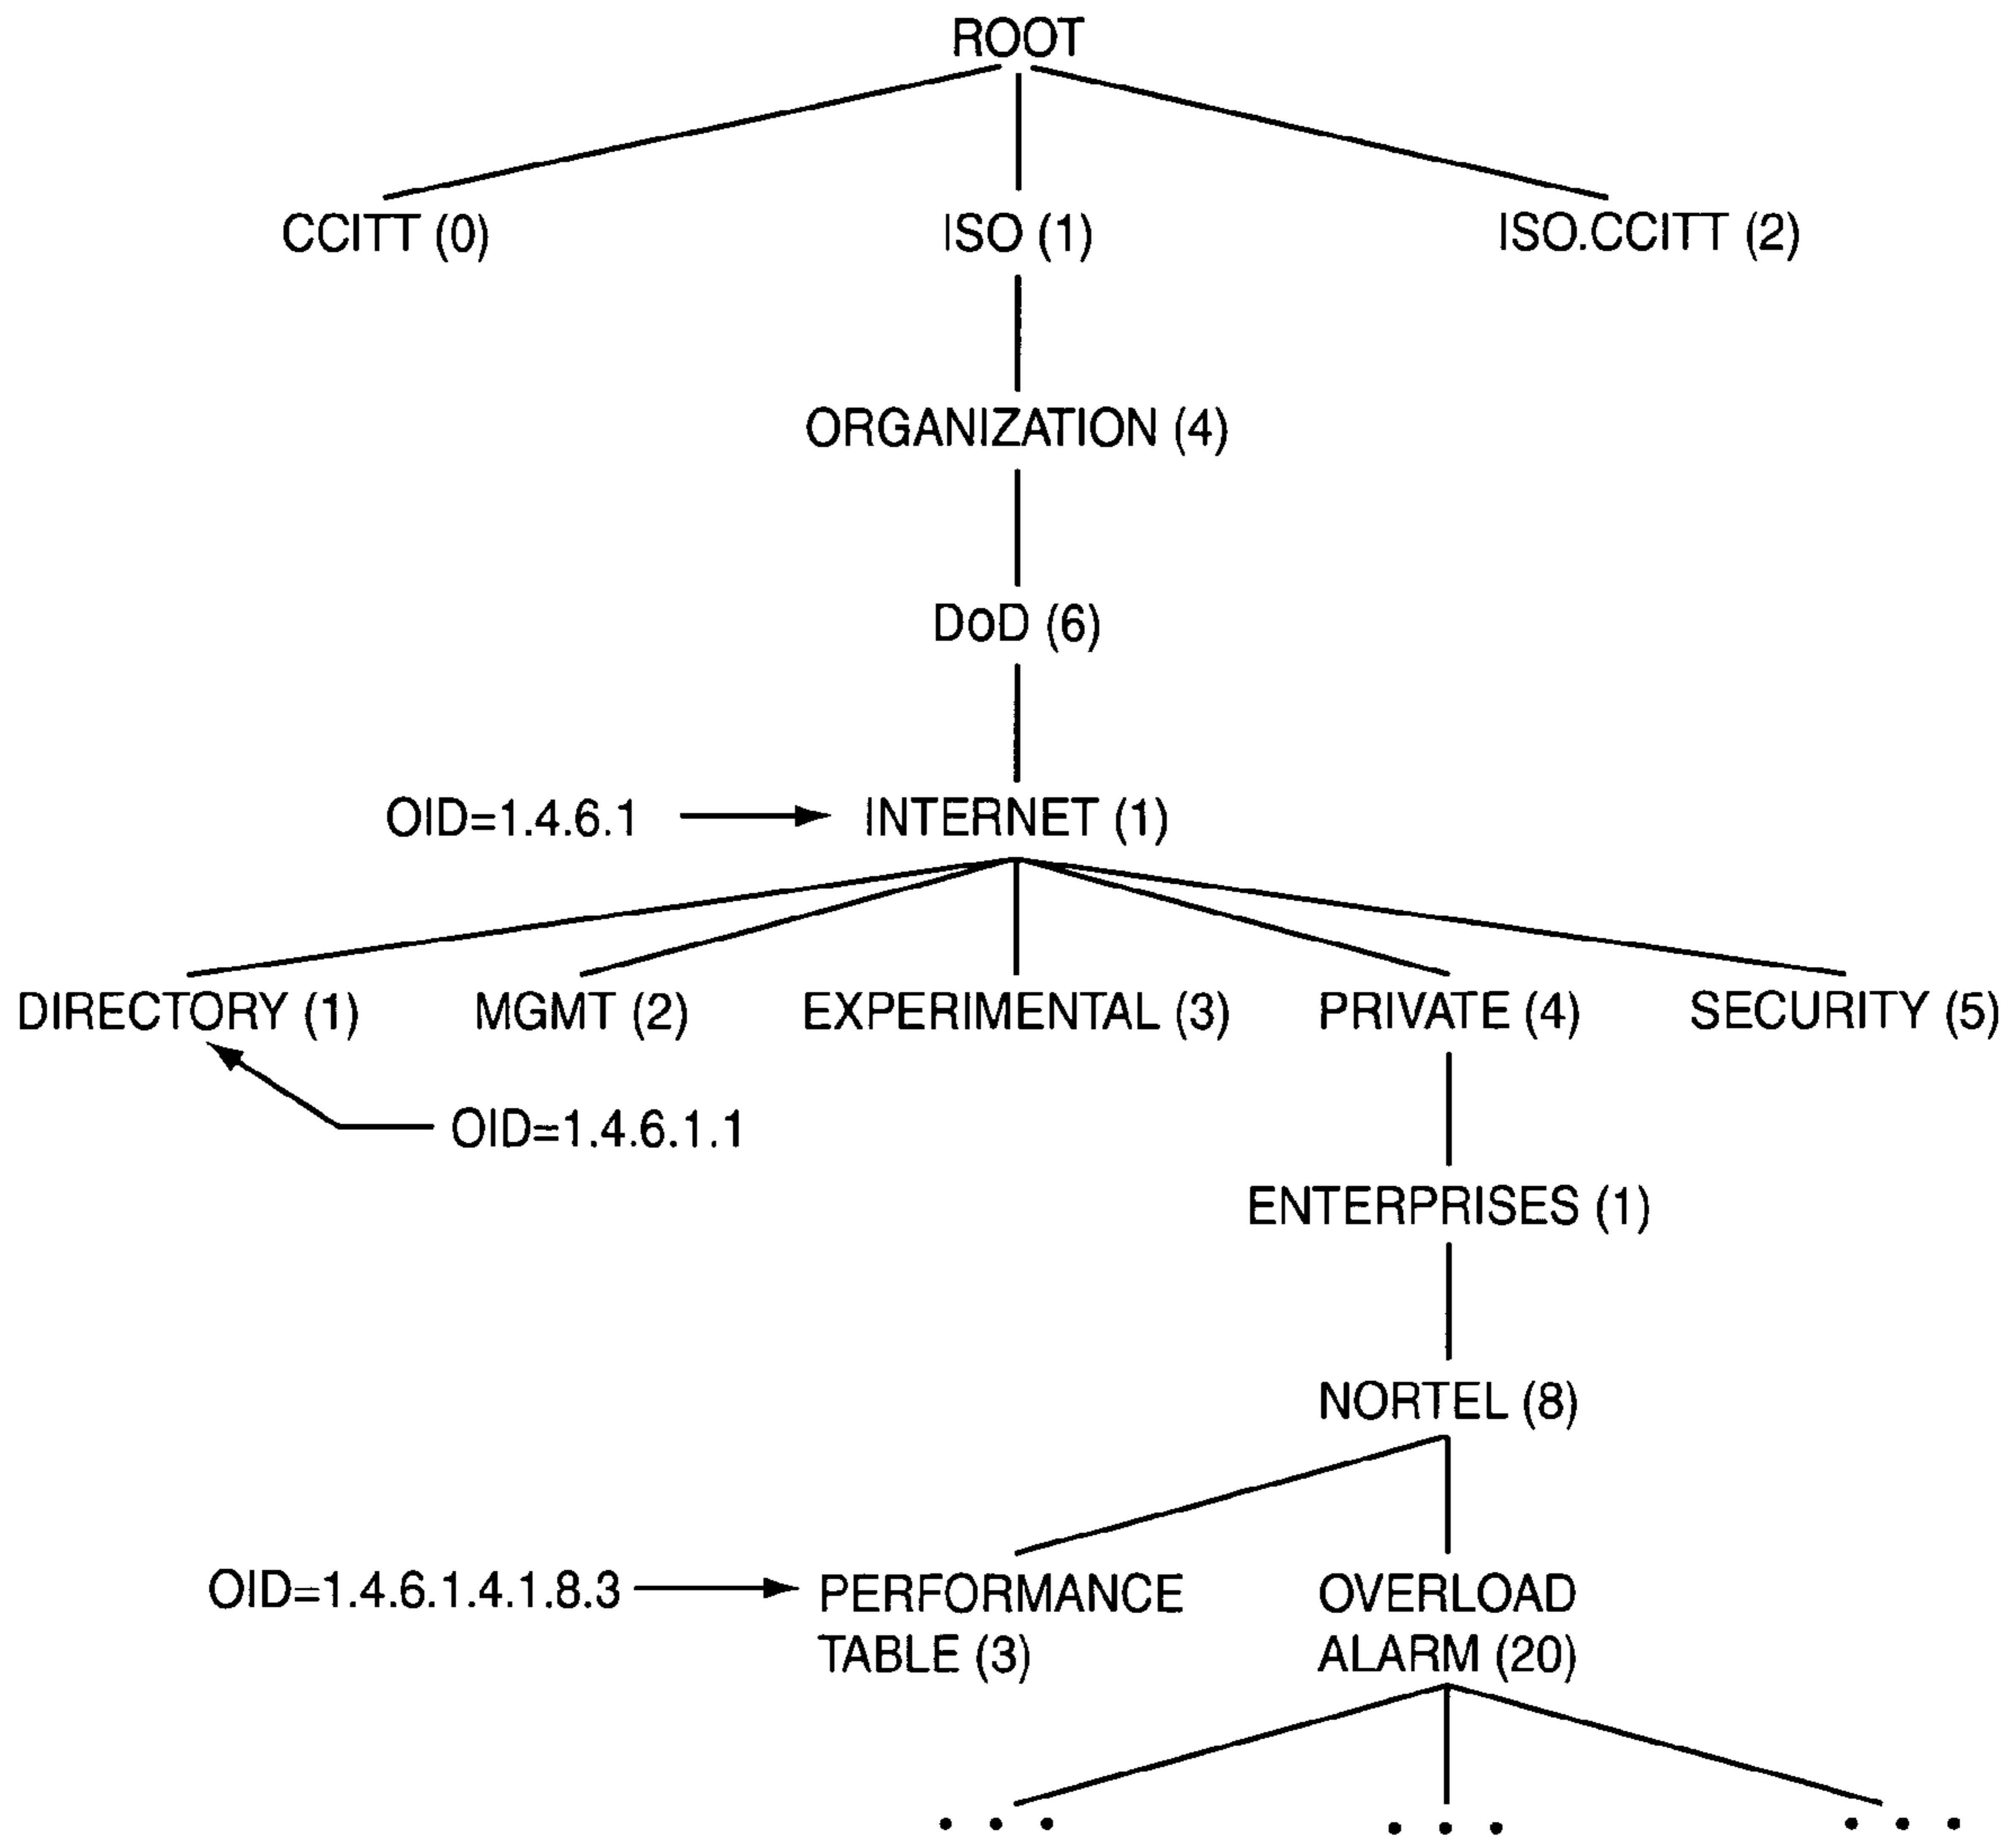 ROOT
CCITT (0)
ISO (1)
ISO.CCITT (2)
ORGANIZATION (4)
DoD (6)
OID=1.4.6.1
INTERNET (1)
DIRECTORY (1)
MGMT (2)
EXPERIMENTAL (3)
PRIVATE (4)
SECURITY (5)
OID=1.4.6.1.1
ENTERPRISES (1)
NORTEL (8)
OID=1.4.6.1.4.1.8.3
PERFORMANCE
TABLE (3)
OVERLOAD
ALARM (20)
• • •
• • •
• • •